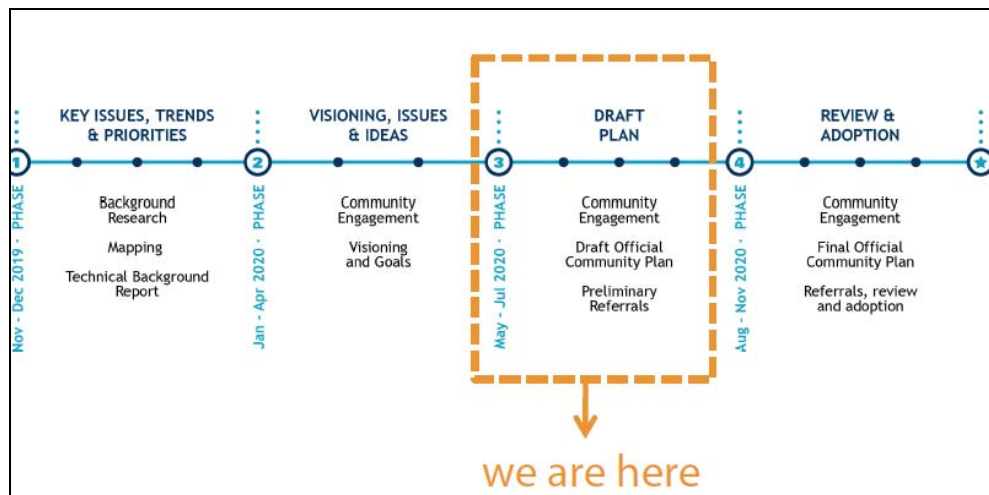 KEY ISSUES, TRENDS
& PRIORITIES
1
Nov - Dec 2019 - PHASE
Background
Research
Mapping
Technical Background
Report
VISIONING, ISSUES
& IDEAS
2
Jan - Apr 2020 - PHASE
Community
Engagement
Visioning
and Goals
DRAFT
PLAN
3
May - Jul 2020 - PHASE
Community
Engagement
Draft Official
Community Plan
Preliminary
Referrals
REVIEW &
ADOPTION
4
Aug - Nov 2020 - PHASE
Community
Engagement
Final Official
Community Plan
Referrals, review
and adoption
we are here